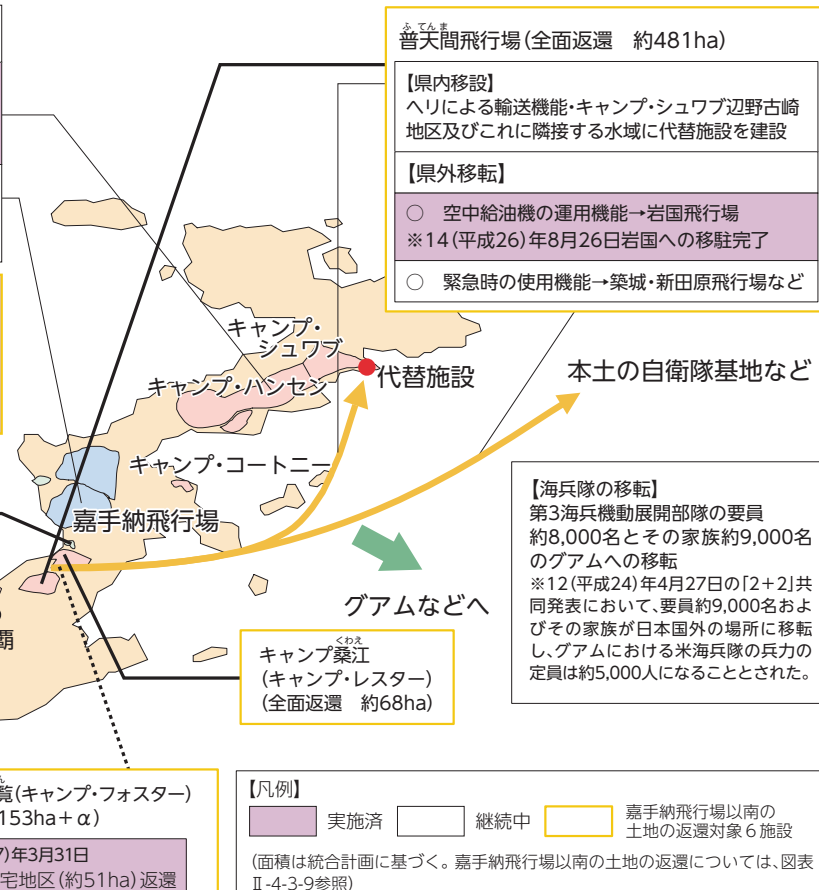 ふてんま
普天間飛行場(全面返還 約481ha)
【県内移設】
ヘリによる輸送機能・キャンプ・シュワブ辺野古崎
地区及びこれに隣接する水域に代替施設を建設
【県外移転】
○ 空中給油機の運用機能→岩国飛行場
※14(平成26)年8月26日岩国への移駐完了
○ 緊急時の使用機能→築城・新田原飛行場など
キャンプ・
シュワブ
代替施設
本土の自衛隊基地など
キャンプ・ハンセン
キャンプ・コートニー
嘉手納飛行場
グアムなどへ
【海兵隊の移転】
第3海兵機動展開部隊の要員
約8,000名とその家族約9,000名
のグアムへの移転
※12(平成24)年4月27日の「2+2」共
同発表において、要員約9,000名およ
びその家族が日本国外の場所に移転
し、グアムにおける米海兵隊の兵力の
定員は約5,000人になることとされた。
覇
くわえ
キャンプ桑江
(キャンプ・レスター)
(全面返還 約68ha)
覧(キャンプ・フォスター)
153ha+α)
7)年3月31日
宅地区(約51ha)返還
【凡例】
実施済
継続中
嘉手納飛行場以南の
土地の返還対象6施設
(面積は統合計画に基づく。嘉手納飛行場以南の土地の返還については、図表
Ⅱ-4-3-9参照)